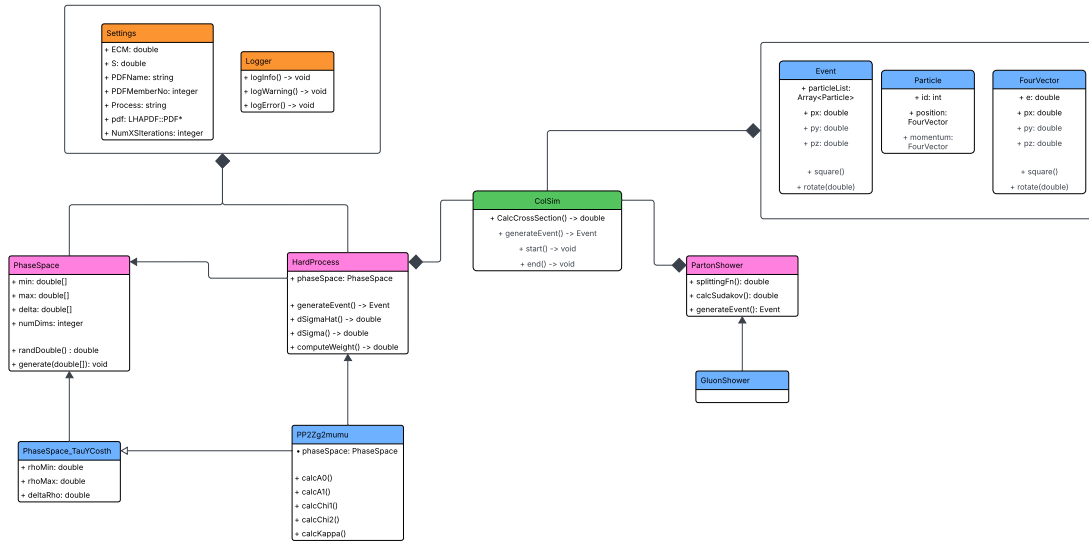 Settings
+ ECM: double
+ S: double
+ PDFName: string
+ PDFMemberNo: integer
+ Process: string
+ pdf: LHAPDF::PDF*
+ NumXSIterations: integer
Logger
+ logInfo() -> void
+ logWarning() -> void
+ logError() -> void
Event
+ particleList:
Array<Particle>
+ px: double
+ py: double
+ pz: double
+ square()
+ rotate(double)
Particle
+ id: int
+ position:
FourVector
+ momentum:
FourVector
FourVector
+ e: double
+ px: double
+ py: double
+ pz: double
+ square()
+ rotate(double)
ColSim
+ CalcCrossSection() -> double
+ generateEvent() -> Event
+ start() -> void
+ end() -> void
PhaseSpace
+ min: double[]
+ max: double[]
+ delta: double[]
+ numDims: integer
+ randDouble() : double
+ generate(double[]): void
HardProcess
+ phaseSpace: PhaseSpace
+ generateEvent() -> Event
+ dSigmaHat() -> double
+ dSigma() -> double
+ computeWeight() -> double
PartonShower
+ splittingFn(): double
+ calcSudakov(): double
+ generateEvent(): Event
GluonShower
PhaseSpace_TauYCosth
+ rhoMin: double
+ rhoMax: double
+ deltaRho: double
PP2Zg2mumu
• phaseSpace: PhaseSpace
+ calcA0()
+ calcA1()
+ calcChi1()
+ calcChi2()
+ calcKappa()